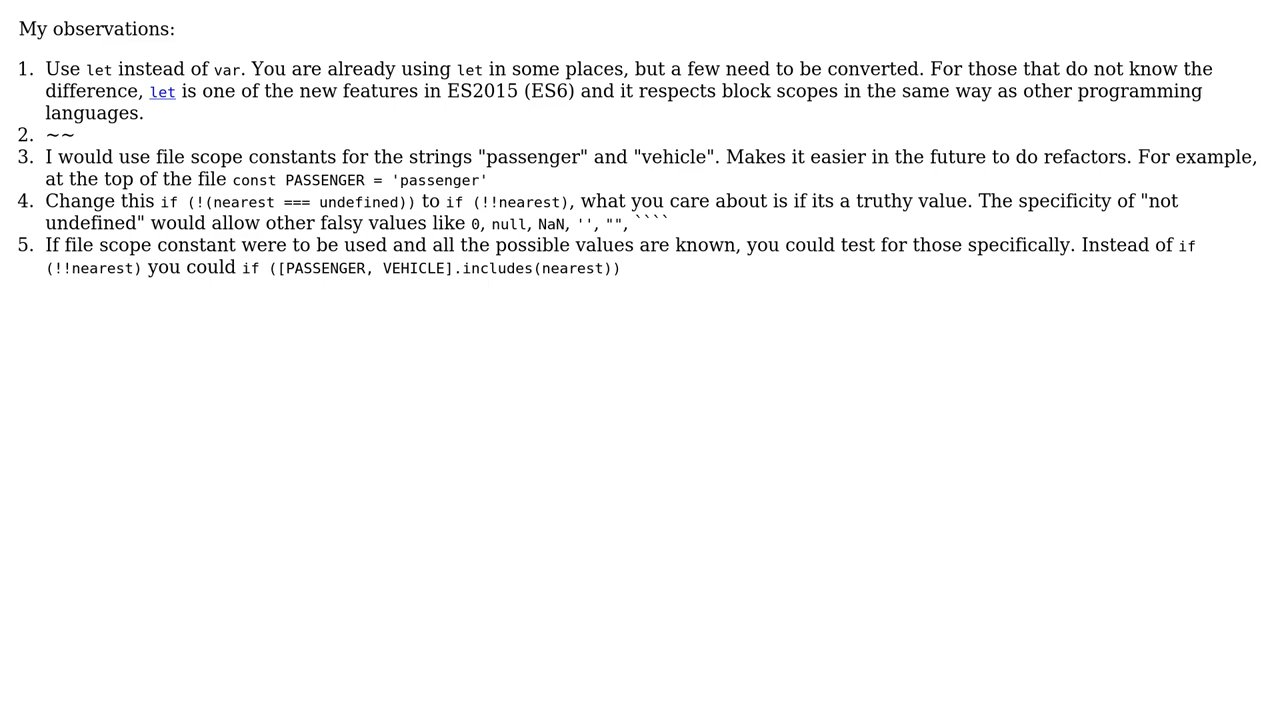 My observations:
1. Use let instead of var. You are already using let in some places, but a few need to be converted. For those that do not know the
difference, let is one of the new features in ES2015 (ES6) and it respects block scopes in the same way as other programming
languages.
2. ~~
3. I would use file scope constants for the strings "passenger" and "vehicle". Makes it easier in the future to do refactors. For example,
at the top of the file const PASSENGER = 'passenger'
4. Change this if (!(nearest === undefined)) to if (!!nearest), what you care about is if its a truthy value. The specificity of "not
undefined" would allow other falsy values like 0, null, NaN, '', "", ````
5. If file scope constant were to be used and all the possible values are known, you could test for those specifically. Instead of if
(!!nearest) you could if ([PASSENGER, VEHICLE].includes(nearest))